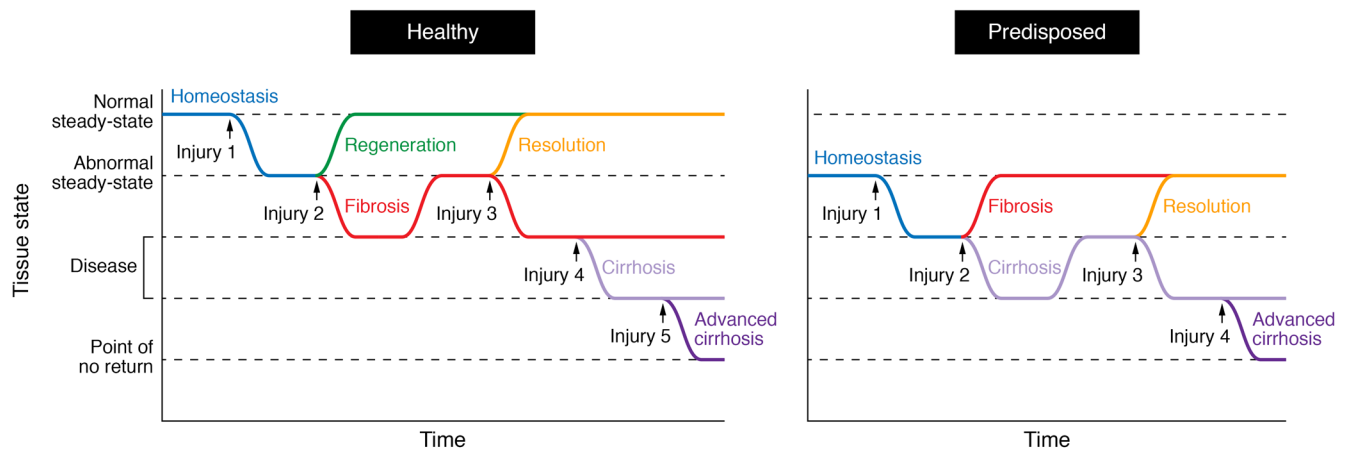 Healthy
Predisposed
Tissue state
Normal
steady-state
Abnormal
steady-state
Disease
Point of
no return
Homeostasis
Injury 1
Regeneration
Resolution
Injury 2
Fibrosis
Injury 3
Injury 4
Cirrhosis
Injury 5
Advanced
cirrhosis
Time
Homeostasis
Injury 1
Fibrosis
Resolution
Injury 2
Cirrhosis
Injury 3
Injury 4
Advanced
cirrhosis
Time